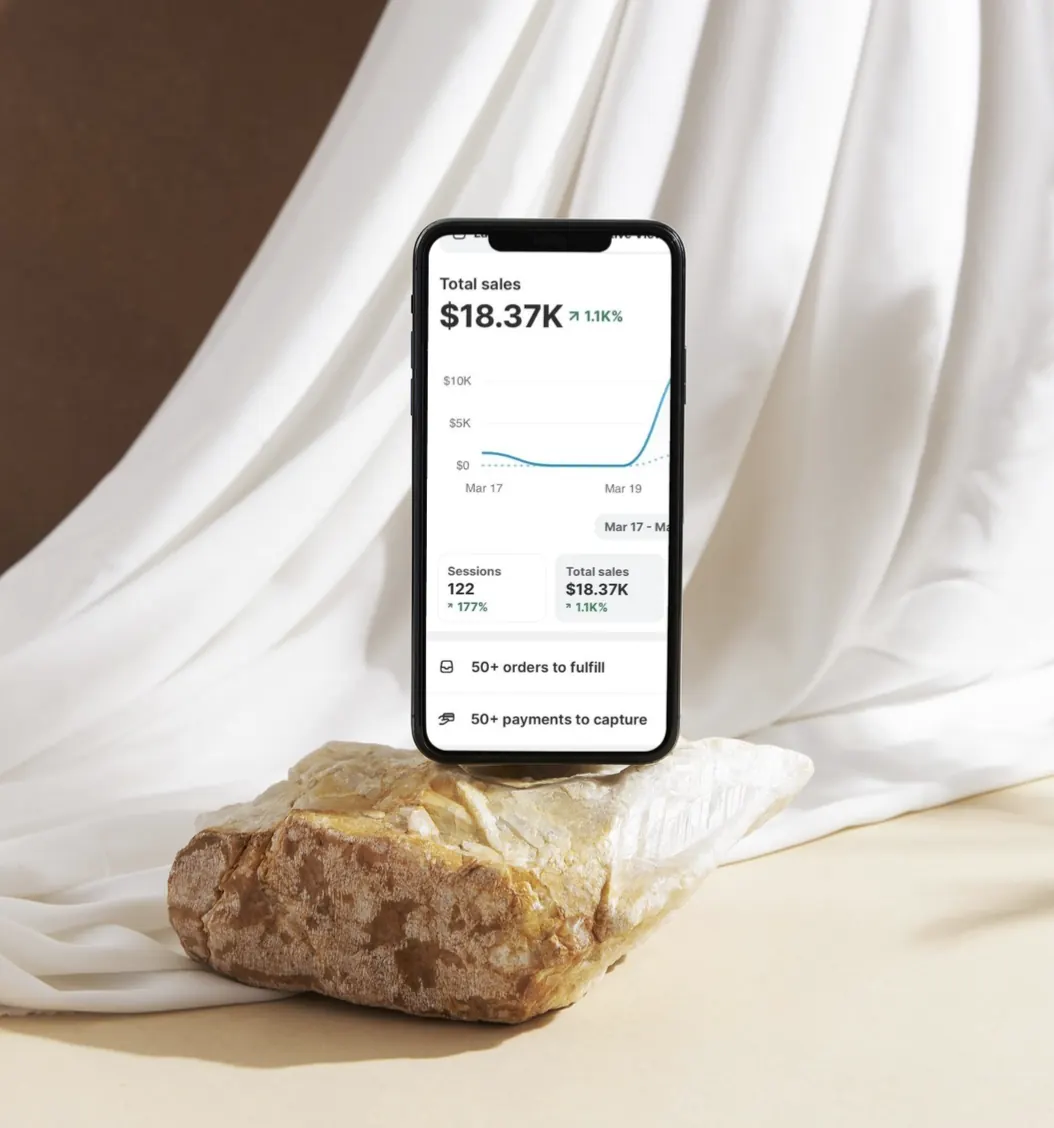 Total sales
$18.37K 1.1K%
$10K
$5K
$0
Mar 17 Mar 19
Mar 17 -
Sessions
122
177%
Total sales
$18.37K
1.1K%
50+ orders to fulfill
50+ payments to capture